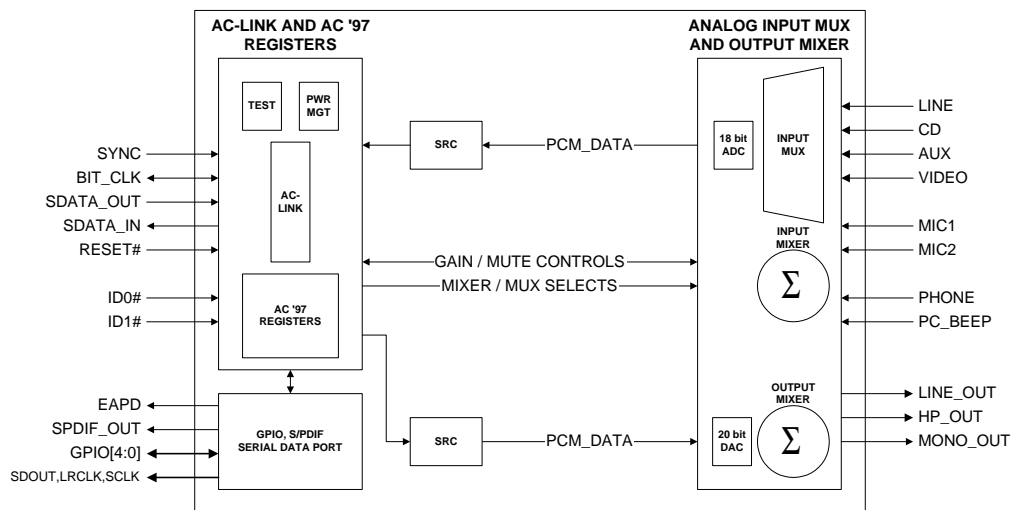 AC-LINK AND AC '97
REGISTERS
ANALOG INPUT MUX
AND OUTPUT MIXER
TEST
PWR
MGT
AC-
LINK
AC '97
REGISTERS
SYNC
BIT_CLK
SDATA_OUT
SDATA_IN
RESET#
ID0#
ID1#
EAPD
SPDIF_OUT
GPIO[4:0]
SDOUT,LRCLK,SCLK
GPIO, S/PDIF
SERIAL DATA PORT
SRC
PCM_DATA
GAIN / MUTE CONTROLS
MIXER / MUX SELECTS
SRC
PCM_DATA
18 bit
ADC
INPUT
MUX
INPUT
MIXER
Σ
OUTPUT
MIXER
20 bit
DAC
Σ
LINE
CD
AUX
VIDEO
MIC1
MIC2
PHONE
PC_BEEP
LINE_OUT
HP_OUT
MONO_OUT